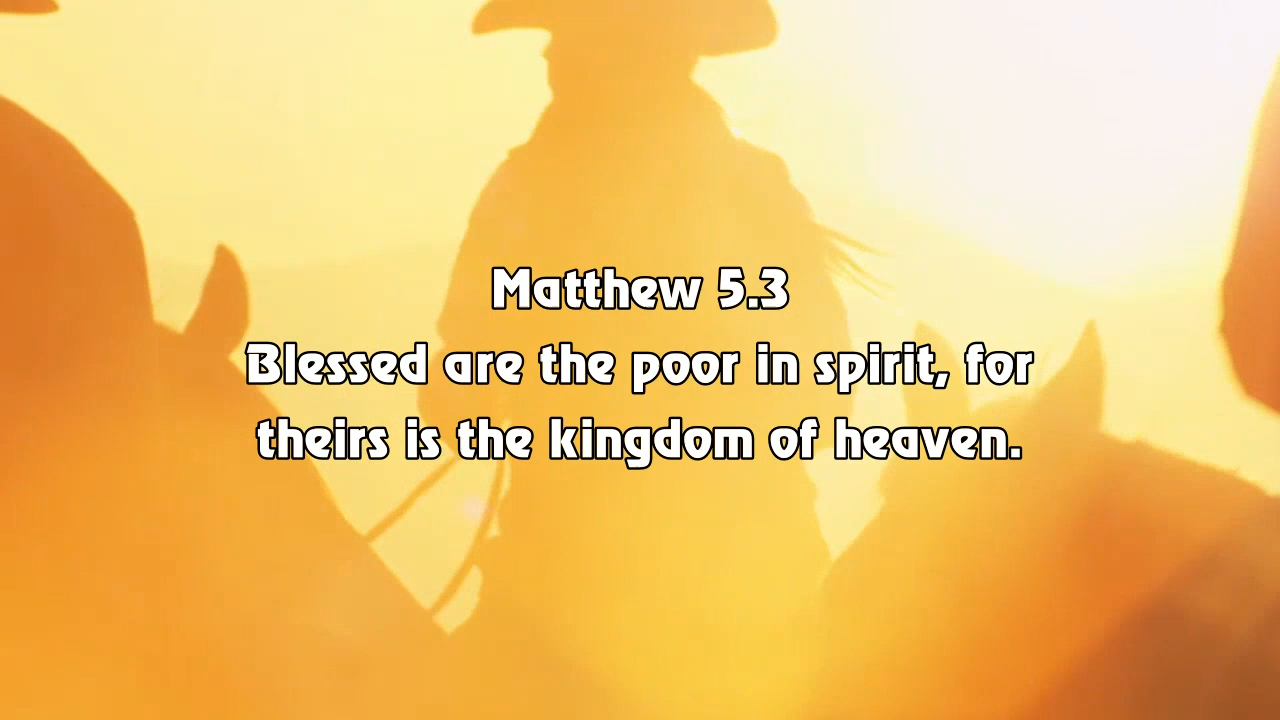 Matthew 5.3
Blessed are the poor in spirit, for
theirs is the kingdom of heaven.